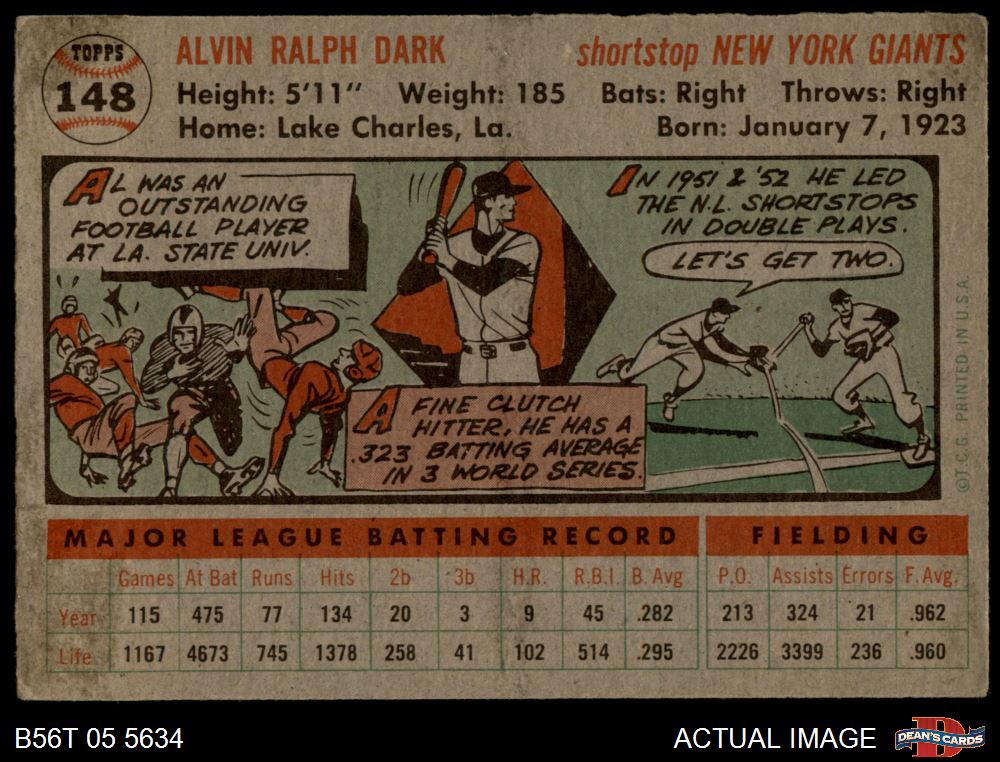 TOPPS
148
ALVIN RALPH DARK
shortstop NEW YORK GIANTS
Height: 5'11" Weight: 185 Bats: Right Throws: Right
Home: Lake Charles, La. Born: January 7, 1923
AL WAS AN
OUTSTANDING
FOOTBALL PLAYER
AT LA. STATE UNIV.
A FINE CLUTCH
HITTER, HE HAS A
.323 BATTING AVERAGE
IN 3 WORLD SERIES.
IN 1951 & '52 HE LED
THE N.L. SHORTSTOPS
IN DOUBLE PLAYS.
LET'S GET TWO.
©T.C.G. PRINTED IN U.S.A
MAJOR LEAGUE BATTING RECORD FIELDING
Games At Bat Runs Hits 2b 3b H.R. R.B.I. B. Avg P.O. Assists Errors F. Avg.
Year 115 475 77 134 20 3 9 45 .282 213 324 21 .962
Life 1167 4673 745 1378 258 41 102 514 .295 2226 3399 236 .960
B56T 05 5634 ACTUAL IMAGE
D
DEAN'S CARDS